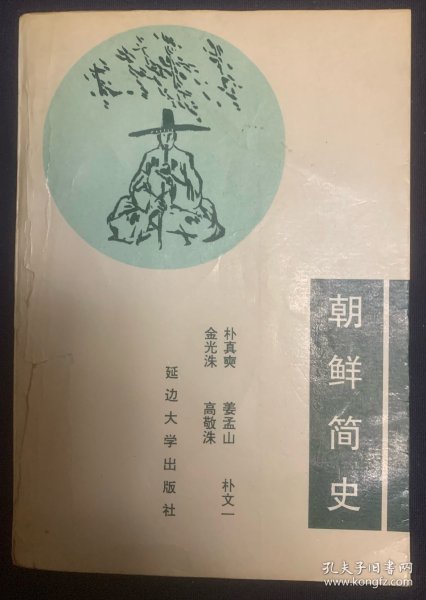 朝鲜简史
朴真奭 姜孟山 朴文一
金光洙 高敬洙
延边大学出版社
孔夫子旧书网
www.kongfz.com